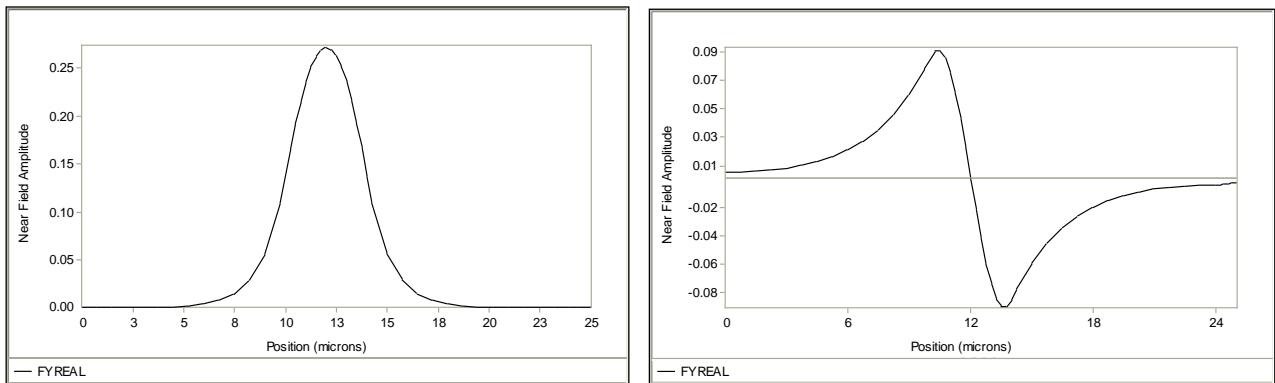 0.25
0.20
0.15
0.10
0.05
0.00
Near Field Amplitude
0 3 5 8 10 13 15 18 20 23 25
Position (microns)
FYREAL
0.09
0.07
0.05
0.03
0.01
-0.02
-0.04
-0.06
-0.08
Near Field Amplitude
0 6 12 18 24
Position (microns)
FYREAL